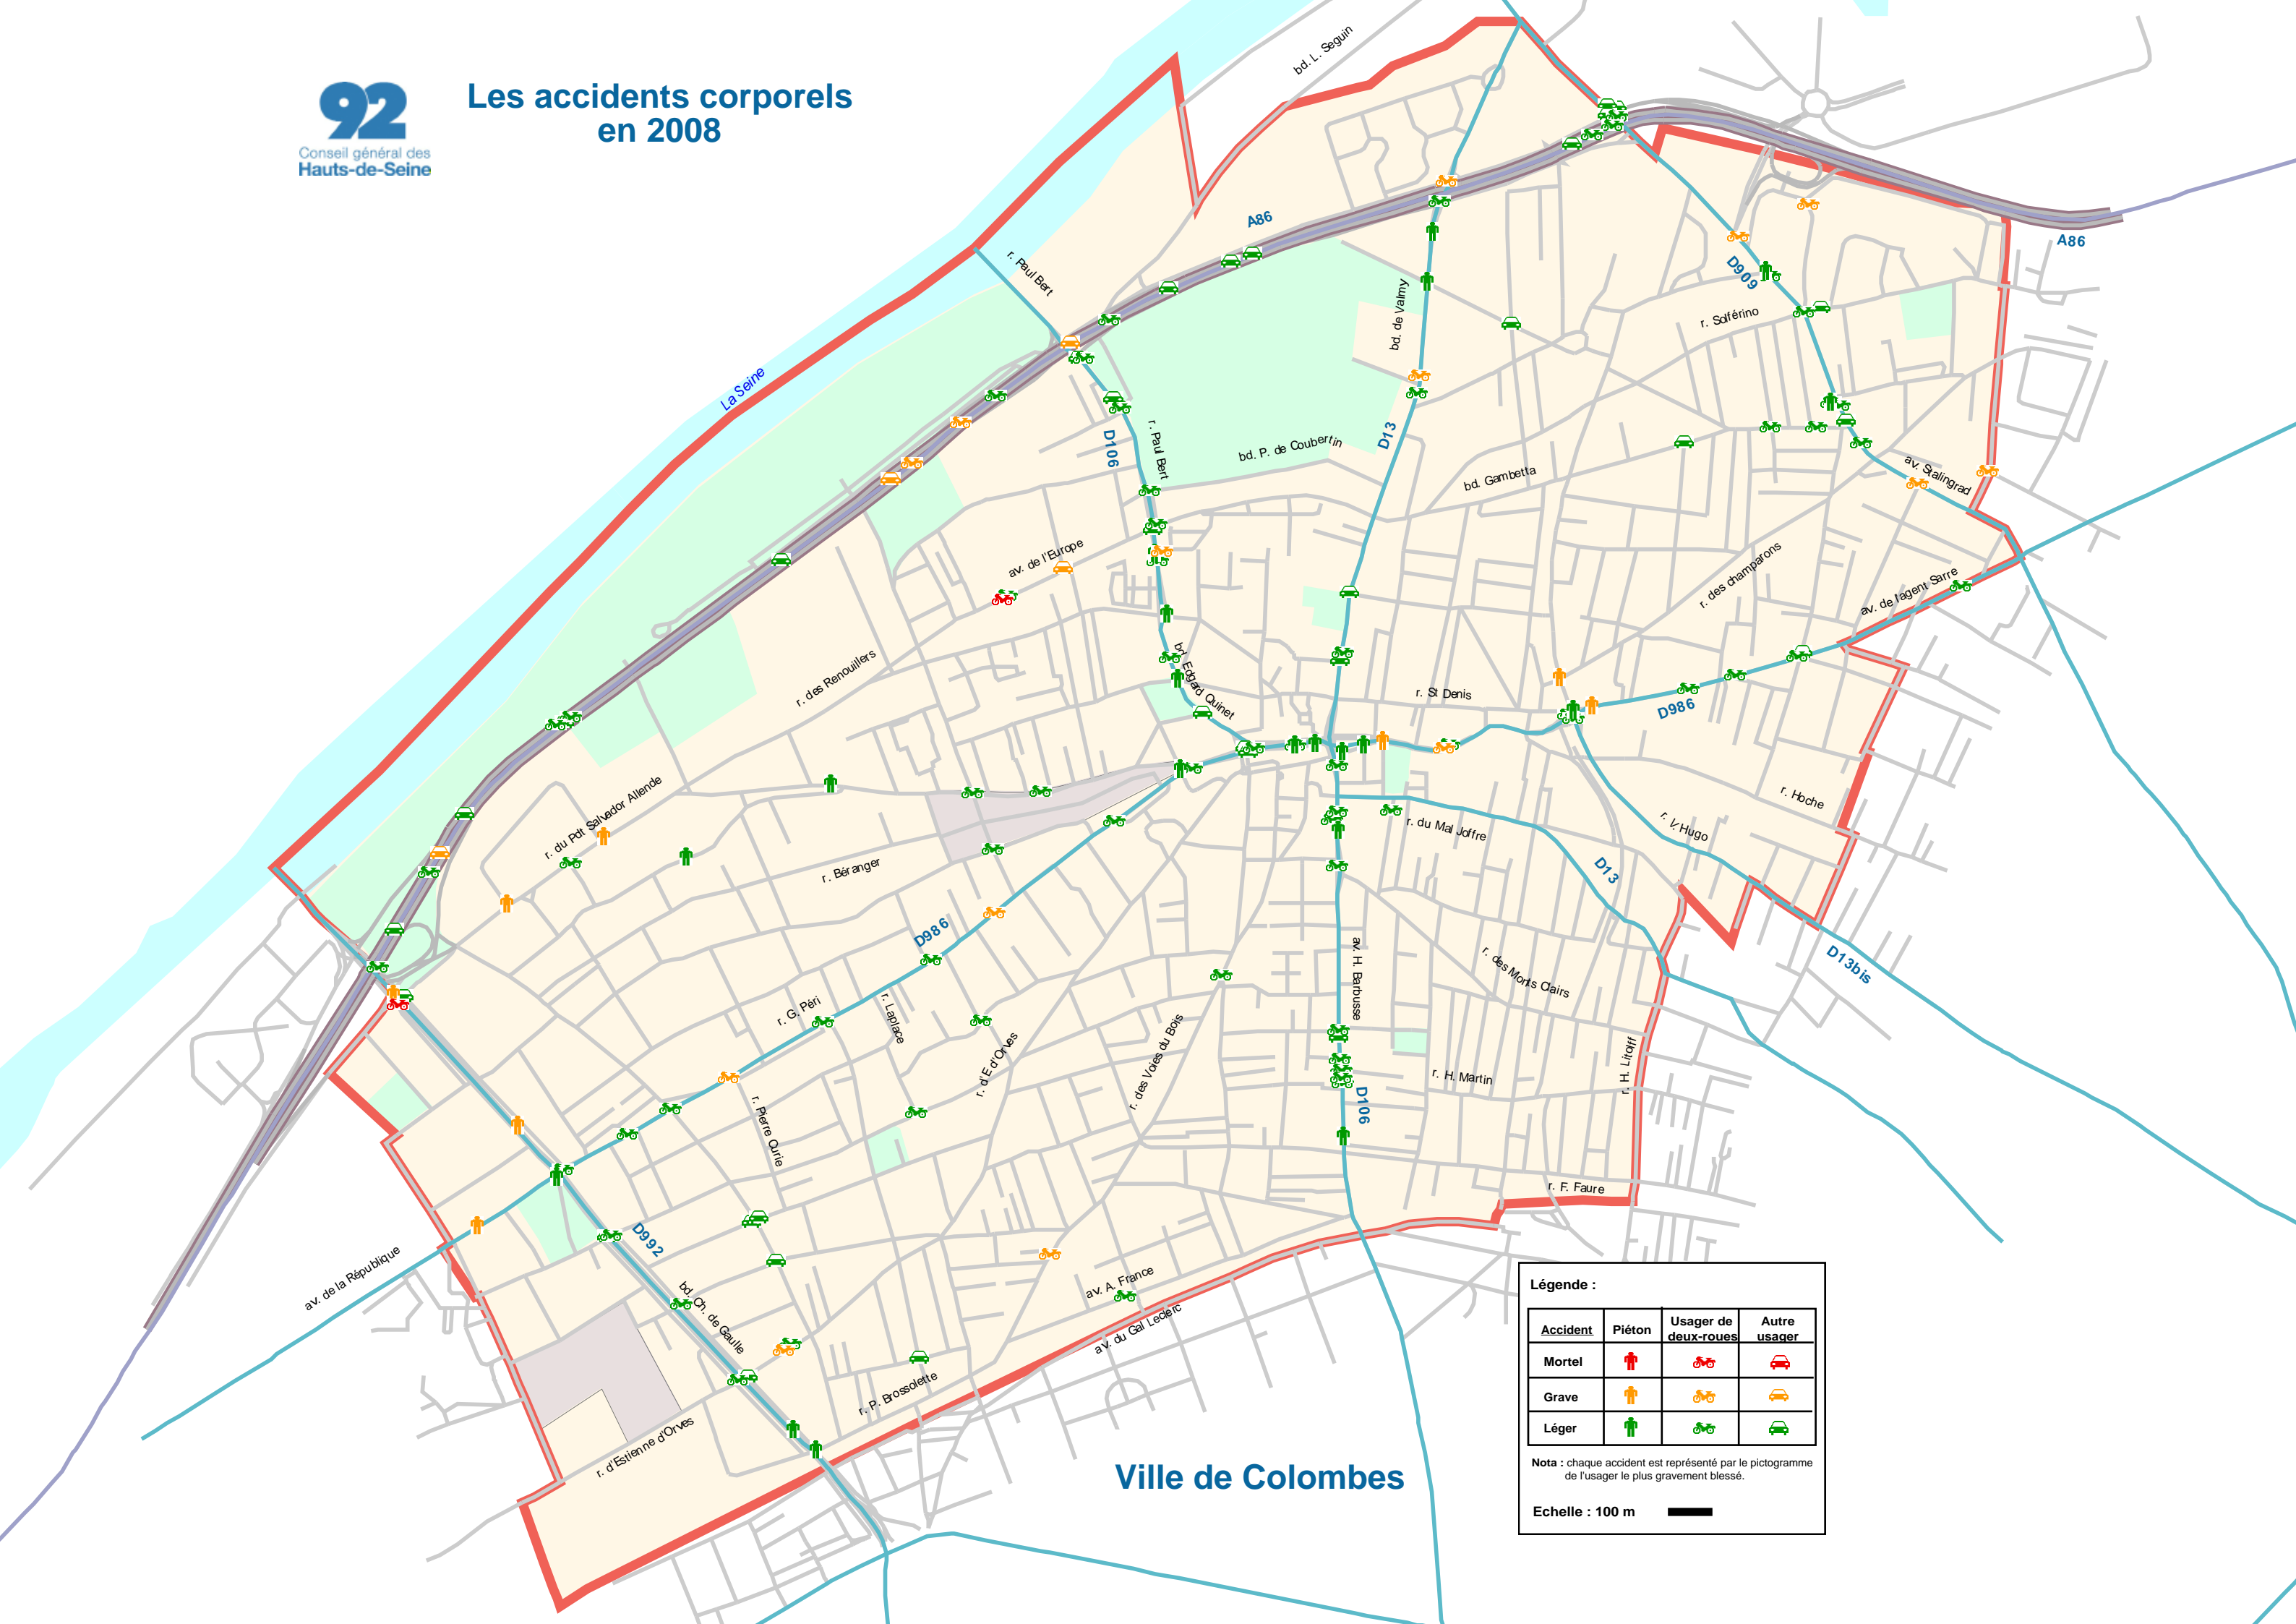 92
Conseil général des
Hauts-de-Seine
Les accidents corporels
en 2008
bd. L. Seguin
A86
A86
r. Paul Bert
La Seine
bd. de Valmy
D909
r. Solférino
D106
r. Paul Bert
bd. P. de Coubertin
D13
bd. Gambetta
av. Stalingrad
av. de l'Europe
r. des champarons
av. de l'agent Sarre
r. des Renouillers
bd. Edgard Quinet
r. St Denis
D986
r. du Pdt Salvador Allende
r. Béranger
r. du Mal Joffre
r. V. Hugo
r. Hoche
D13
D986
av. H. Barbusse
r. des Monts Clairs
D13bis
r. G. Péri
r. Laplace
r. d'E d'Orves
r. des Voies du Bois
r. H. Martin
r. H. Litolff
D106
r. Pierre Curie
r. F. Faure
D992
av. de la République
bd. Ch. de Gaulle
av. A. France
av. du Gal Leclerc
r. P. Brossolette
r. d'Estienne d'Orves
Ville de Colombes
Légende :
Accident Piéton Usager de deux-roues Autre usager
Mortel
Grave
Léger
Nota : chaque accident est représenté par le pictogramme
de l'usager le plus gravement blessé.
Echelle : 100 m